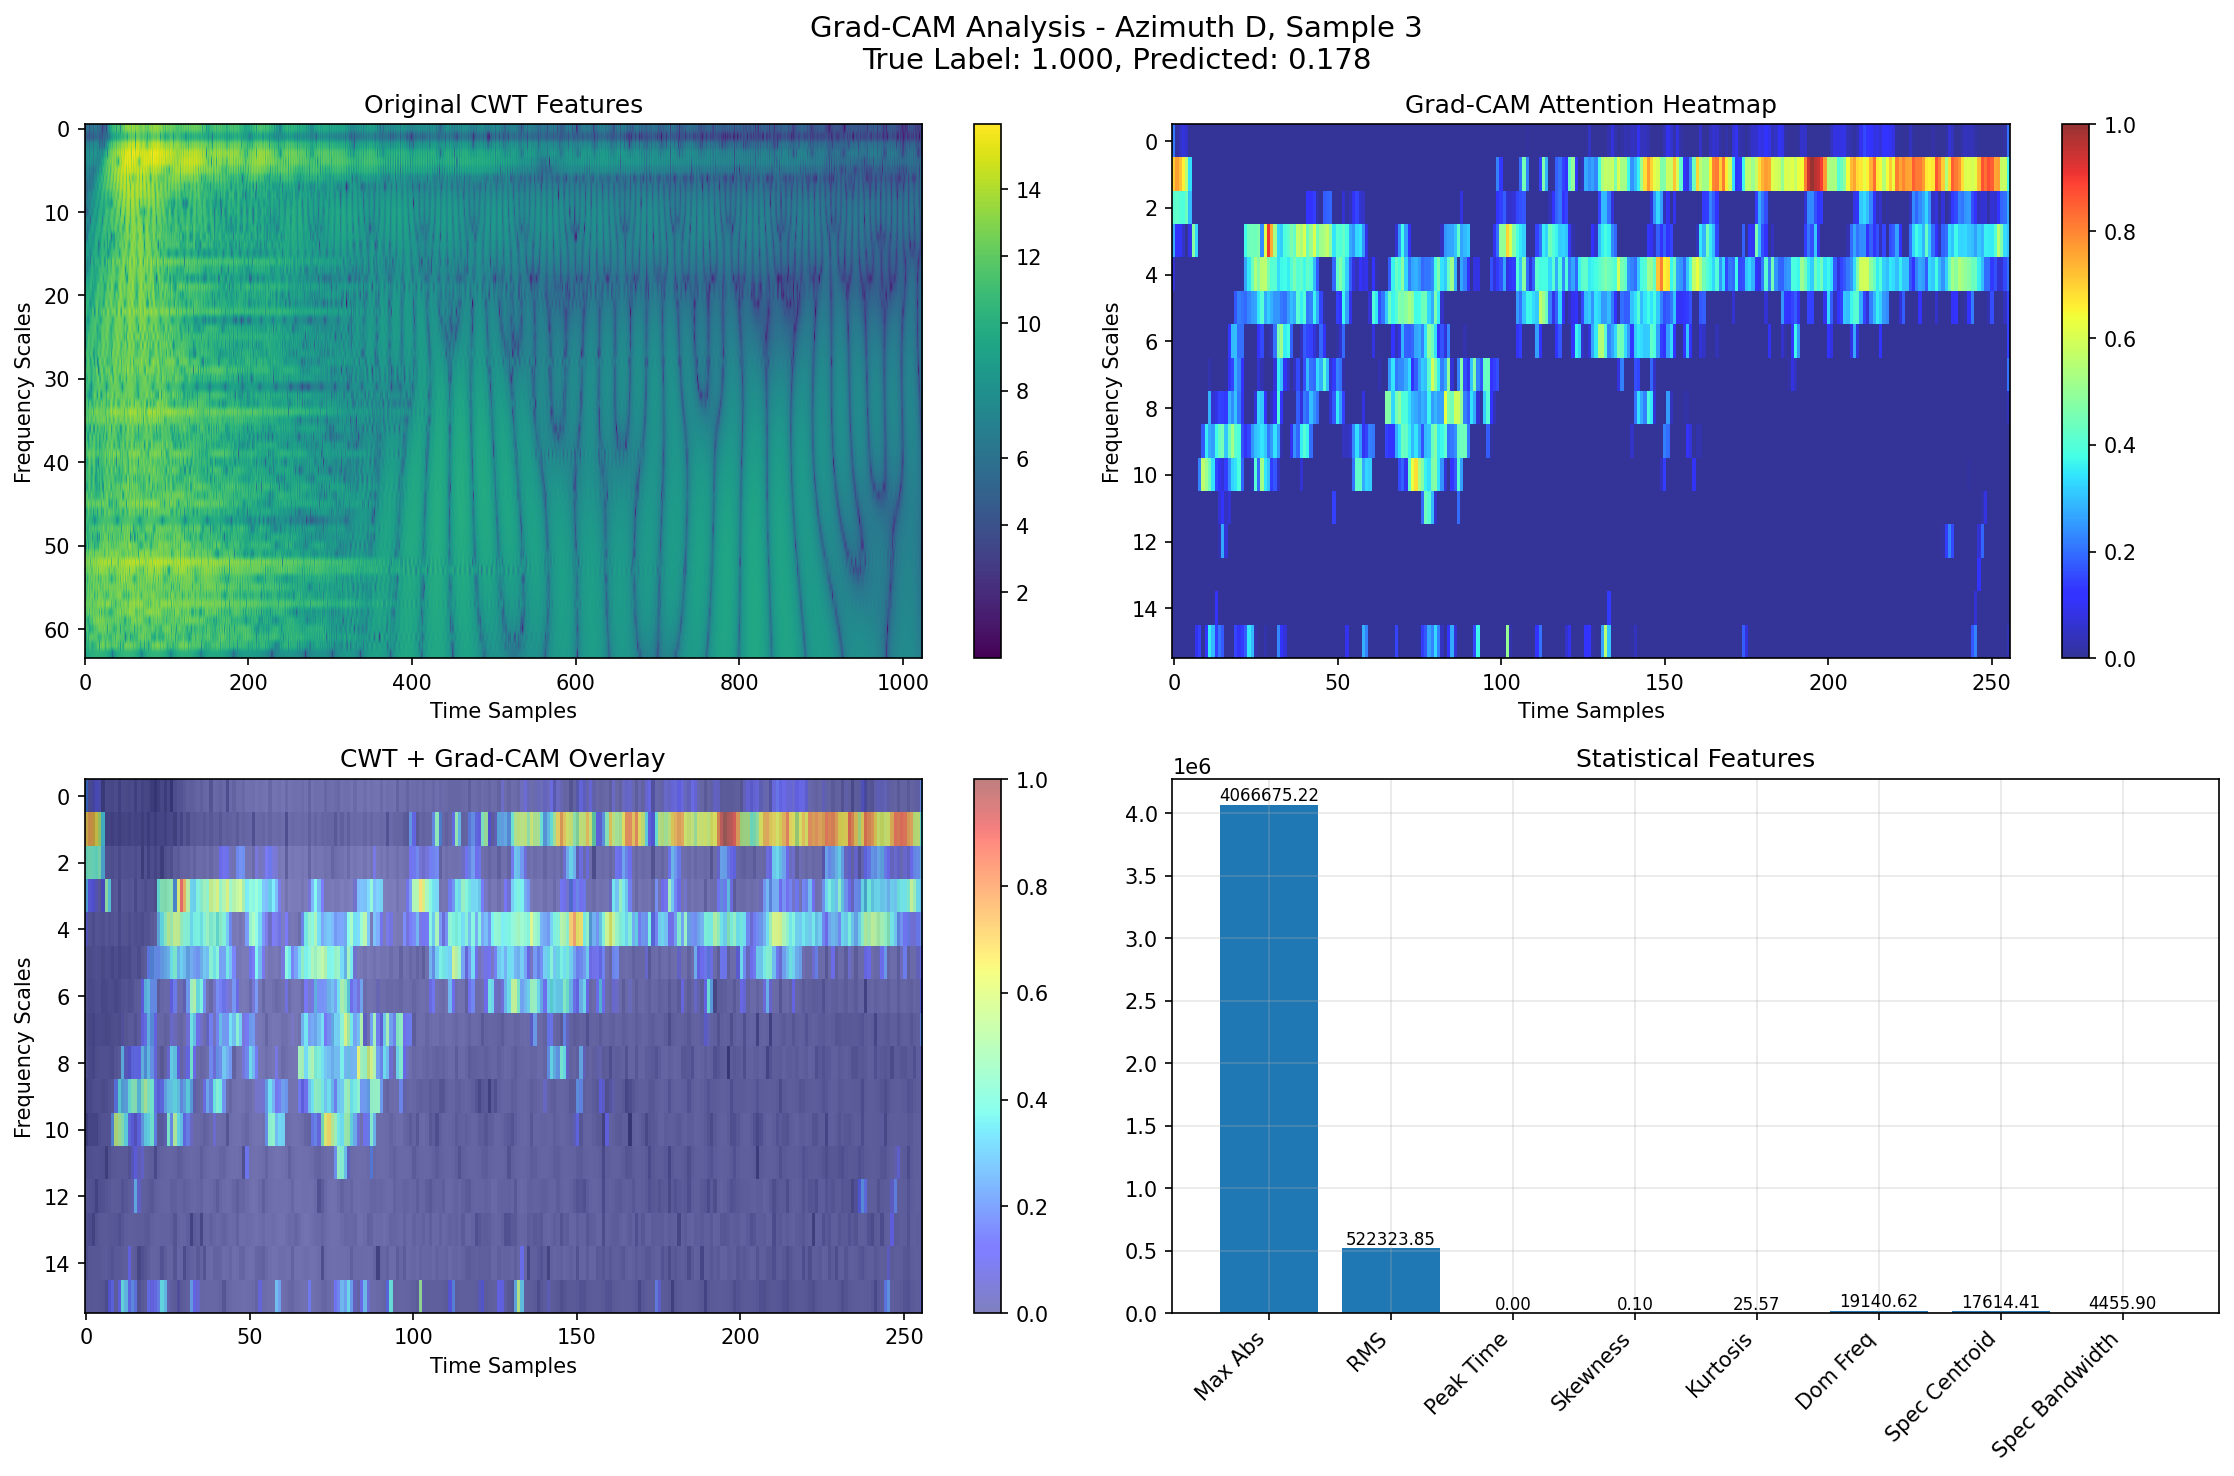 Grad-CAM Analysis - Azimuth D, Sample 3
True Label: 1.000, Predicted: 0.178
Original CWT Features
0
10
20
30
40
50
60
Frequency Scales
0 200 400 600 800 1000
Time Samples
14
12
10
8
6
4
2
Grad-CAM Attention Heatmap
0
2
4
6
8
10
12
14
Frequency Scales
0 50 100 150 200 250
Time Samples
1.0
0.8
0.6
0.4
0.2
0.0
CWT + Grad-CAM Overlay
0
2
4
6
8
10
12
14
Frequency Scales
0 50 100 150 200 250
Time Samples
1.0
0.8
0.6
0.4
0.2
0.0
Statistical Features
1e6
4.0
3.5
3.0
2.5
2.0
1.5
1.0
0.5
0.0
4066675.22
522323.85
0.00
0.10
25.57
19140.62
17614.41
4455.90
Max Abs
RMS
Peak Time
Skewness
Kurtosis
Dom Freq
Spec Centroid
Spec Bandwidth